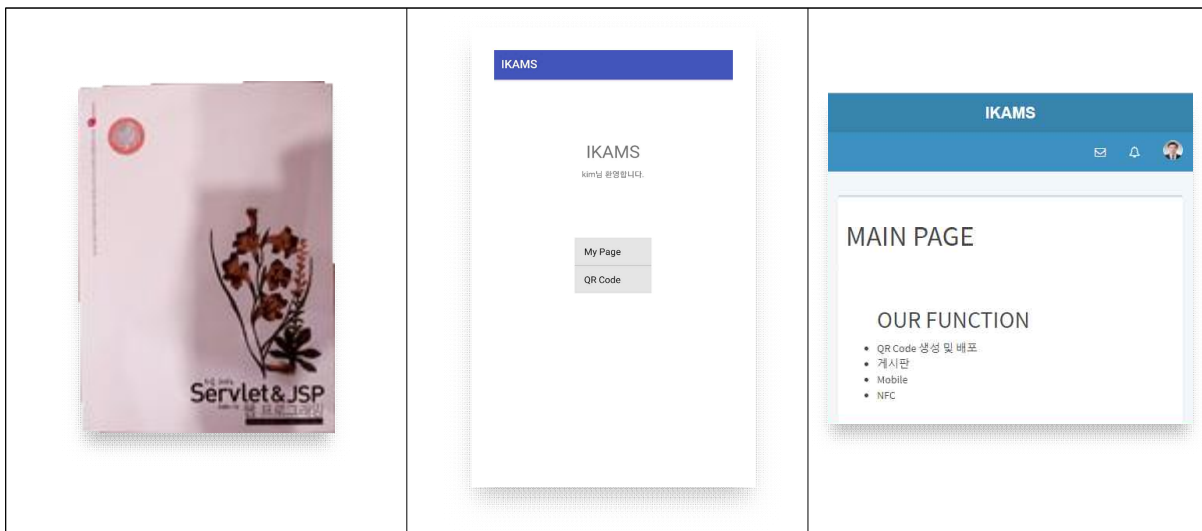 Servlet&JSP
IKAMS
IKAMS
kim님 환영합니다.
My Page
QR Code
IKAMS
MAIN PAGE
OUR FUNCTION
QR Code 생성 및 배포
게시판
Mobile
NFC